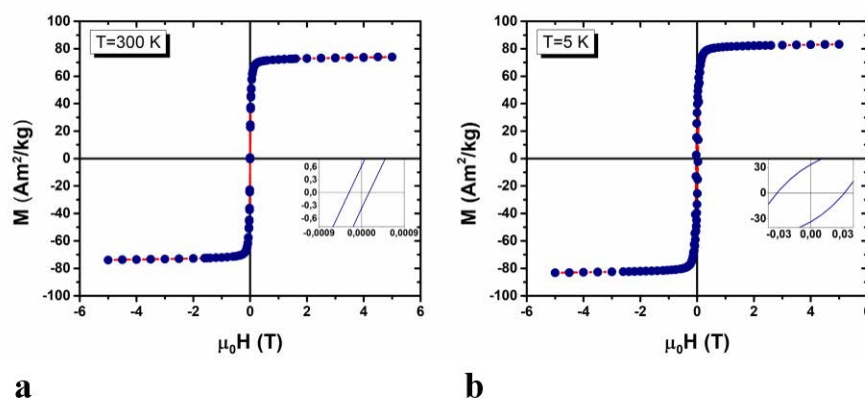 100
80
60
40
20
0
-20
-40
-60
-80
-100
M (Am²/kg)
T=300 K
0,6
0,3
0,0
-0,3
-0,6
-0,0009 0,0000 0,0009
-6 -4 -2 0 2 4 6
μ₀H (T)
a
100
80
60
40
20
0
-20
-40
-60
-80
-100
M (Am²/kg)
T=5 K
30
0
-30
-0,03 0,00 0,03
-6 -4 -2 0 2 4 6
μ₀H (T)
b